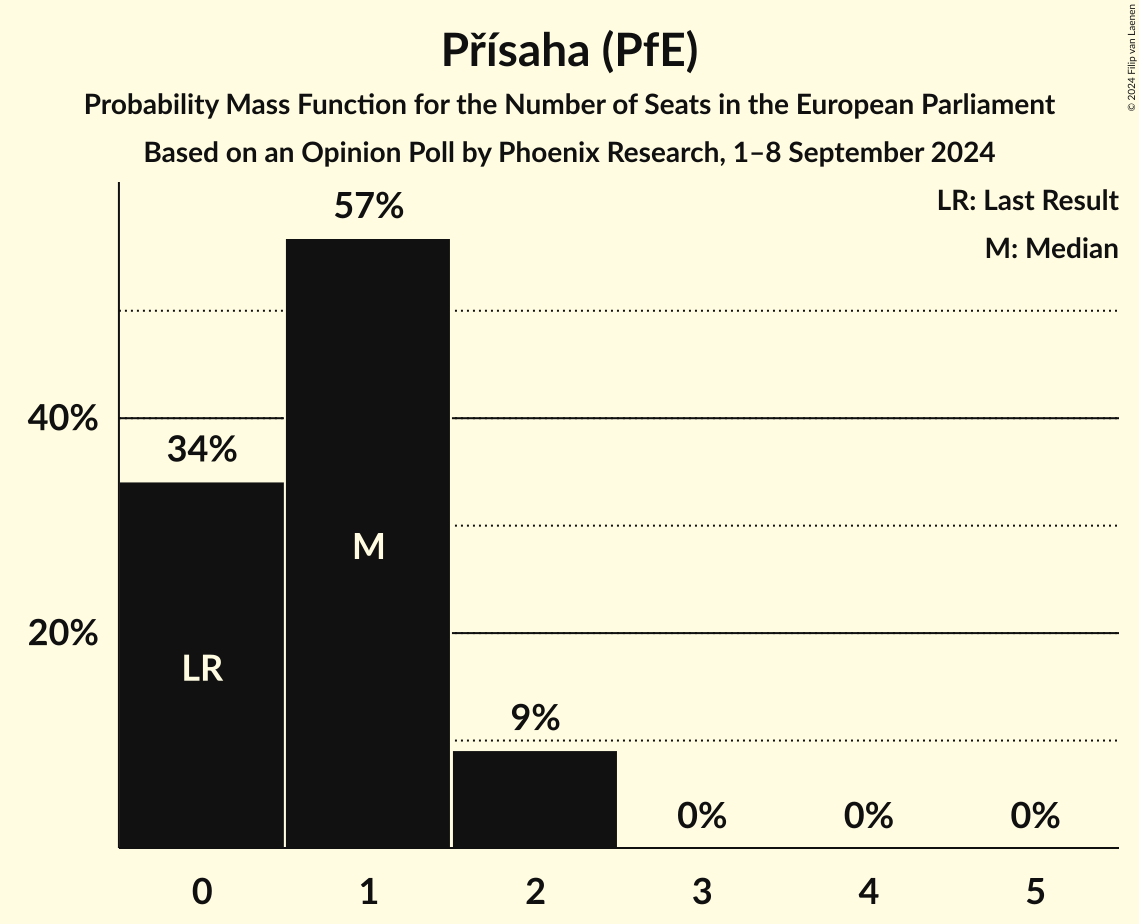 Přísaha (PfE)
Probability Mass Function for the Number of Seats in the European Parliament
Based on an Opinion Poll by Phoenix Research, 1–8 September 2024
© 2024 Filip van Laenen
LR: Last Result
M: Median
57%
40%
34%
M
20%
LR
9%
0% 0% 0%
0 1 2 3 4 5